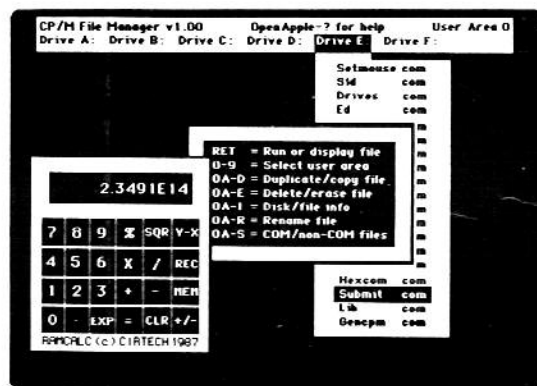 CP/M File Manager v1.00 OpenApple-? for help User Area 0
Drive A: Drive B: Drive C: Drive D: Drive E: Drive F:
Setmouse com
Sid com
Drives com
Ed com
m
m
m
m
m
m
m
m
m
m
m
RET = Run or display file
0-9 = Select user area
OA-D = Duplicate/copy file
OA-E = Delete/erase file
OA-I = Disk/file info
OA-R = Rename file
OA-S = COM/non-COM files
2.3491E14
7 8 9 % SQR Y-X
4 5 6 X / REC
1 2 3 + - MEM
0 . EXP = CLR +/-
RAMCALC (c) CIRTECH 1987
Hexcom com
Submit com
Lib com
Gencpm com